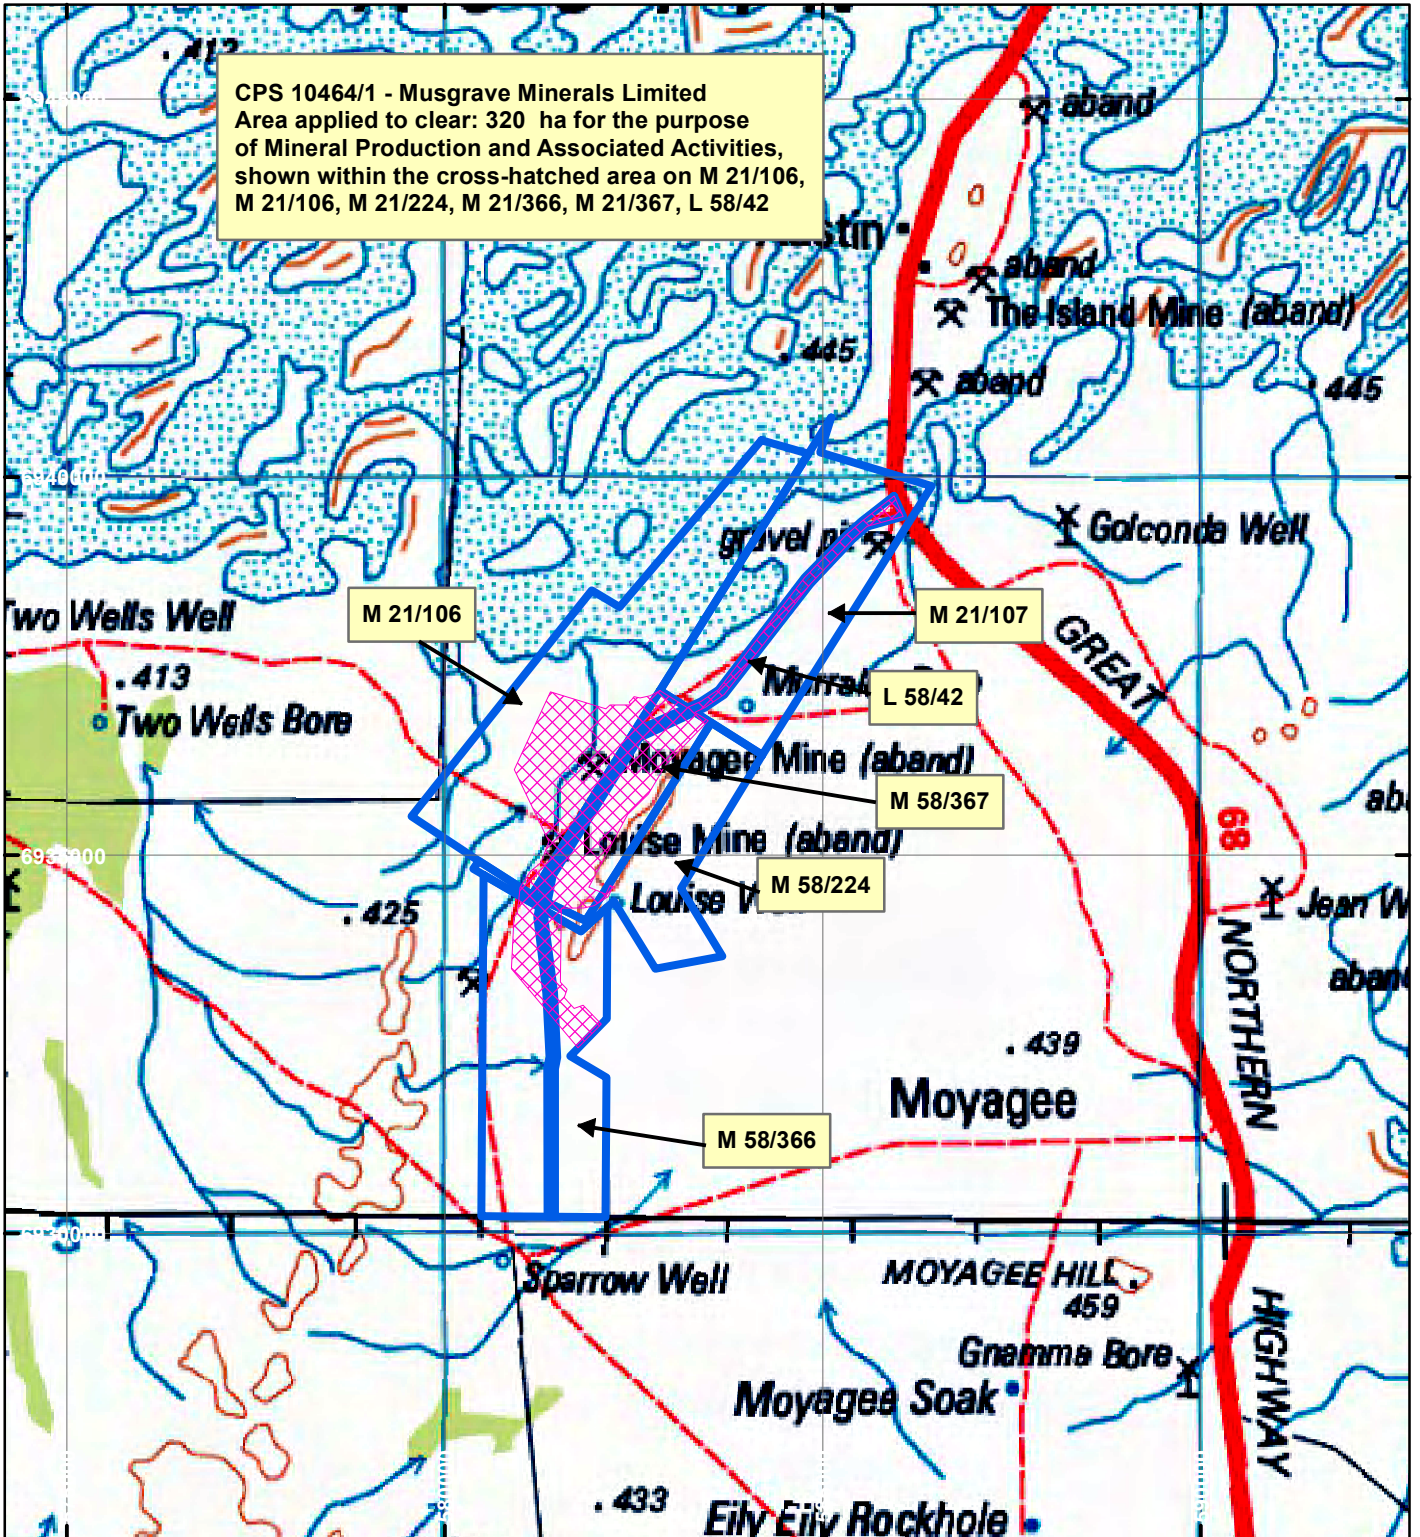 . 412
CPS 10464/1 - Musgrave Minerals Limited
Area applied to clear: 320 ha for the purpose
of Mineral Production and Associated Activities,
shown within the cross-hatched area on M 21/106,
M 21/106, M 21/224, M 21/366, M 21/367, L 58/42
aband
aband
The Island Mine (aband)
. 445
aband
. 445
6940000
gravel pit
Golconda Well
M 21/106
M 21/107
Two Wells Well
GREAT
. 413
L 58/42
Two Wells Bore
Moyagee Mine (aband)
M 58/367
68
Louise Mine (aband)
M 58/224
Louise Well
. 425
Jean W
NORTHERN
. 439
Moyagee
M 58/366
Sparrow Well
MOYAGEE HILL
459
HIGHWAY
Gnamma Bore
Moyagee Soak
. 433
Eily Eily Rockhole